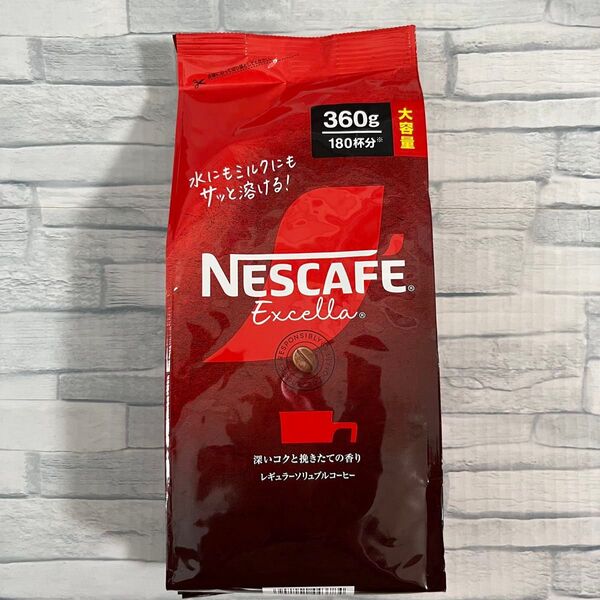 360g
180杯分※
大容量
水にもミルクにも
サッと溶ける!
NESCAFÉ®
Excella®
RESPONSIBLY
深いコクと挽きたての香り
レギュラーソリュブルコーヒー